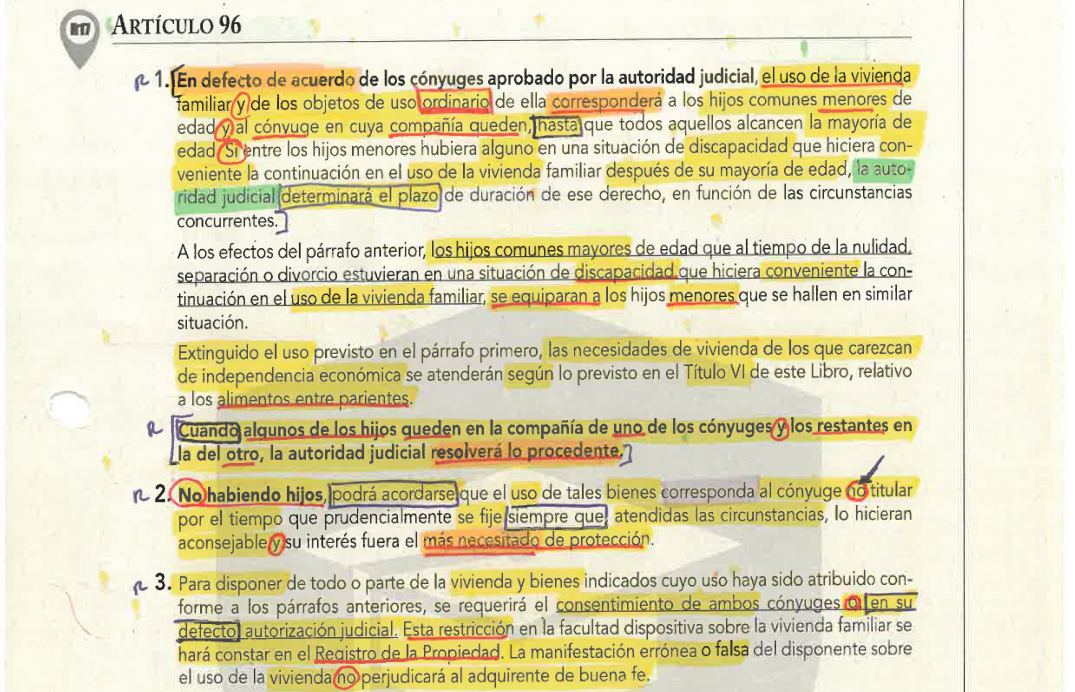 ARTÍCULO 96
R 1. En defecto de acuerdo de los cónyuges aprobado por la autoridad judicial, el uso de la vivienda
familiar y de los objetos de uso ordinario de ella corresponderá a los hijos comunes menores de
edad y al cónyuge en cuya compañía queden, hasta que todos aquellos alcancen la mayoría de
edad. Si entre los hijos menores hubiera alguno en una situación de discapacidad que hiciera con-
veniente la continuación en el uso de la vivienda familiar después de su mayoría de edad, la auto-
ridad judicial determinará el plazo de duración de ese derecho, en función de las circunstancias
concurrentes.
A los efectos del párrafo anterior, los hijos comunes mayores de edad que al tiempo de la nulidad,
separación o divorcio estuvieran en una situación de discapacidad que hiciera conveniente la con-
tinuación en el uso de la vivienda familiar, se equiparan a los hijos menores que se hallen en similar
situación.
Extinguido el uso previsto en el párrafo primero, las necesidades de vivienda de los que carezcan
de independencia económica se atenderán según lo previsto en el Título VI de este Libro, relativo
a los alimentos entre parientes.
R Cuando algunos de los hijos queden en la compañía de uno de los cónyuges y los restantes en
la del otro, la autoridad judicial resolverá lo procedente.
R 2. No habiendo hijos, podrá acordarse que el uso de tales bienes corresponda al cónyuge no titular
por el tiempo que prudencialmente se fije siempre que, atendidas las circunstancias, lo hicieran
aconsejable y su interés fuera el más necesitado de protección.
R 3. Para disponer de todo o parte de la vivienda y bienes indicados cuyo uso haya sido atribuido con-
forme a los párrafos anteriores, se requerirá el consentimiento de ambos cónyuges o, en su
defecto, autorización judicial. Esta restricción en la facultad dispositiva sobre la vivienda familiar se
hará constar en el Registro de la Propiedad. La manifestación errónea o falsa del disponente sobre
el uso de la vivienda no perjudicará al adquirente de buena fe.